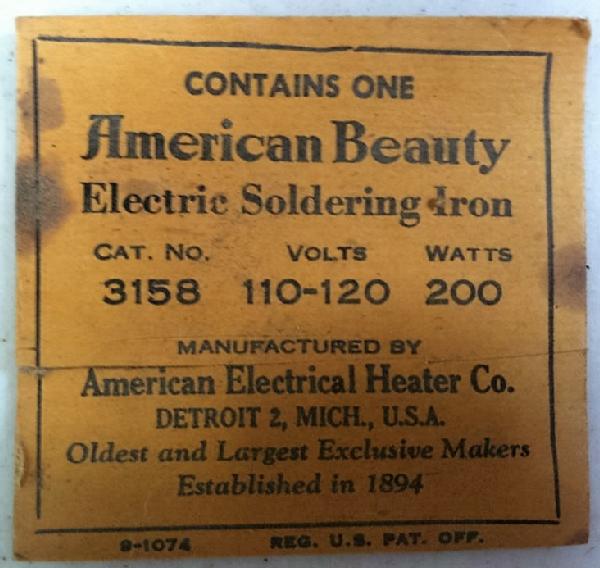 CONTAINS ONE
American Beauty
Electric Soldering Iron
CAT. NO. VOLTS WATTS
3158 110-120 200
MANUFACTURED BY
American Electrical Heater Co.
DETROIT 2, MICH., U.S.A.
Oldest and Largest Exclusive Makers
Established in 1894
9-1074 REG. U.S. PAT. OFF.